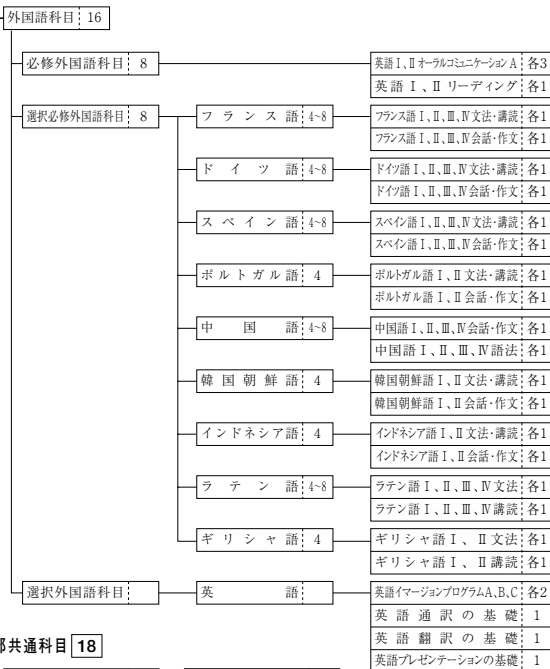 外国語科目 16
必修外国語科目 8
英語Ⅰ、Ⅱオーラルコミュニケーション A 各3
英語Ⅰ、Ⅱリーディング 各1
選択必修外国語科目 8
フランス語 4~8
フランス語Ⅰ、Ⅱ、Ⅲ、Ⅳ文法・講読 各1
フランス語Ⅰ、Ⅱ、Ⅲ、Ⅳ会話・作文 各1
ドイツ語 4~8
ドイツ語Ⅰ、Ⅱ、Ⅲ、Ⅳ文法・講読 各1
ドイツ語Ⅰ、Ⅱ、Ⅲ、Ⅳ会話・作文 各1
スペイン語 4~8
スペイン語Ⅰ、Ⅱ、Ⅲ、Ⅳ文法・講読 各1
スペイン語Ⅰ、Ⅱ、Ⅲ、Ⅳ会話・作文 各1
ポルトガル語 4
ポルトガル語Ⅰ、Ⅱ文法・講読 各1
ポルトガル語Ⅰ、Ⅱ会話・作文 各1
中国語 4~8
中国語Ⅰ、Ⅱ、Ⅲ、Ⅳ会話・作文 各1
中国語Ⅰ、Ⅱ、Ⅲ、Ⅳ語法 各1
韓国朝鮮語 4
韓国朝鮮語Ⅰ、Ⅱ文法・講読 各1
韓国朝鮮語Ⅰ、Ⅱ会話・作文 各1
インドネシア語 4
インドネシア語Ⅰ、Ⅱ文法・講読 各1
インドネシア語Ⅰ、Ⅱ会話・作文 各1
ラテン語 4~8
ラテン語Ⅰ、Ⅱ、Ⅲ、Ⅳ文法 各1
ラテン語Ⅰ、Ⅱ、Ⅲ、Ⅳ講読 各1
ギリシャ語 4
ギリシャ語Ⅰ、Ⅱ文法 各1
ギリシャ語Ⅰ、Ⅱ講読 各1
選択外国語科目
英語
英語イマージョンプログラムA、B、C 各2
英語通訳の基礎 1
英語翻訳の基礎 1
英語プレゼンテーションの基礎 1
部共通科目 18